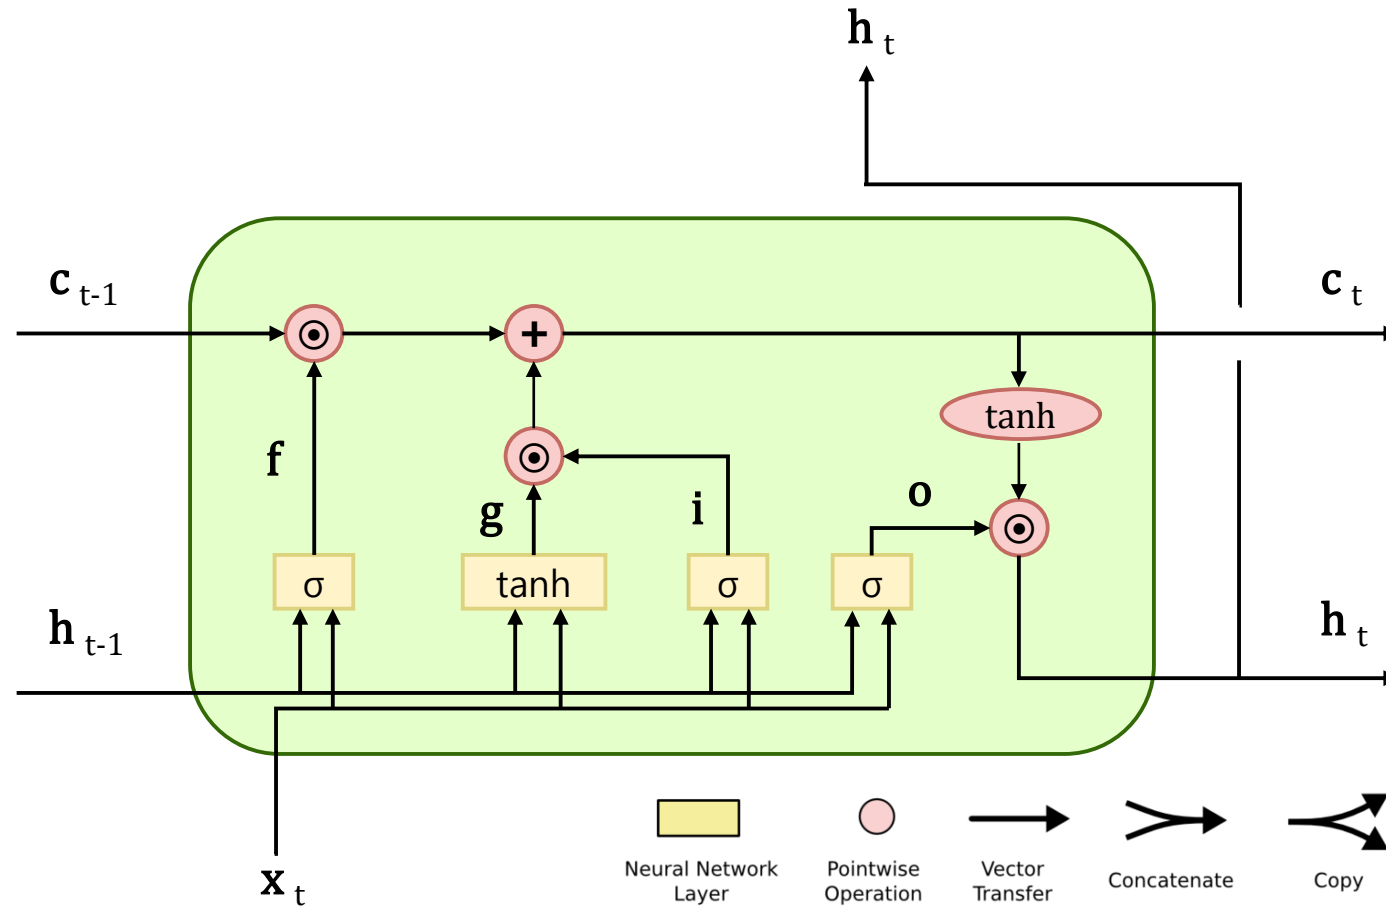 h t
c t-1
c t
⊙
+
tanh
f
⊙
g
i
o
⊙
σ
tanh
σ
σ
h t-1
h t
x t
Neural Network
Layer
Pointwise
Operation
Vector
Transfer
Concatenate
Copy